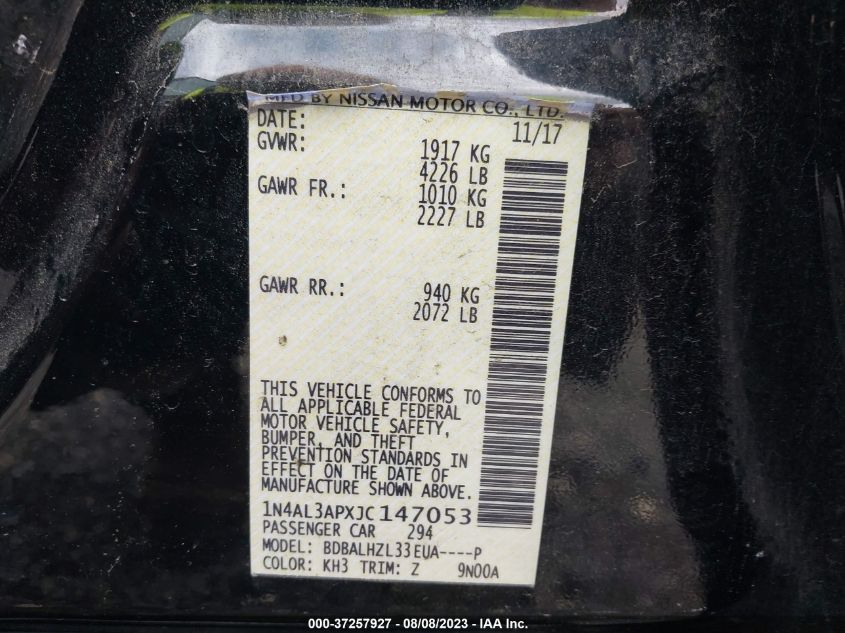 MFD BY NISSAN MOTOR CO., LTD.
DATE: 11/17
GVWR: 1917 KG
4226 LB
GAWR FR.: 1010 KG
2227 LB
GAWR RR.: 940 KG
2072 LB
THIS VEHICLE CONFORMS TO
ALL APPLICABLE FEDERAL
MOTOR VEHICLE SAFETY,
BUMPER, AND THEFT
PREVENTION STANDARDS IN
EFFECT ON THE DATE OF
MANUFACTURE SHOWN ABOVE.
1N4AL3APXJC147053
PASSENGER CAR 294
MODEL: BDBALHZL33EUA----P
COLOR: KH3 TRIM: Z 9N00A
000-37257927 - 08/08/2023 - IAA Inc.